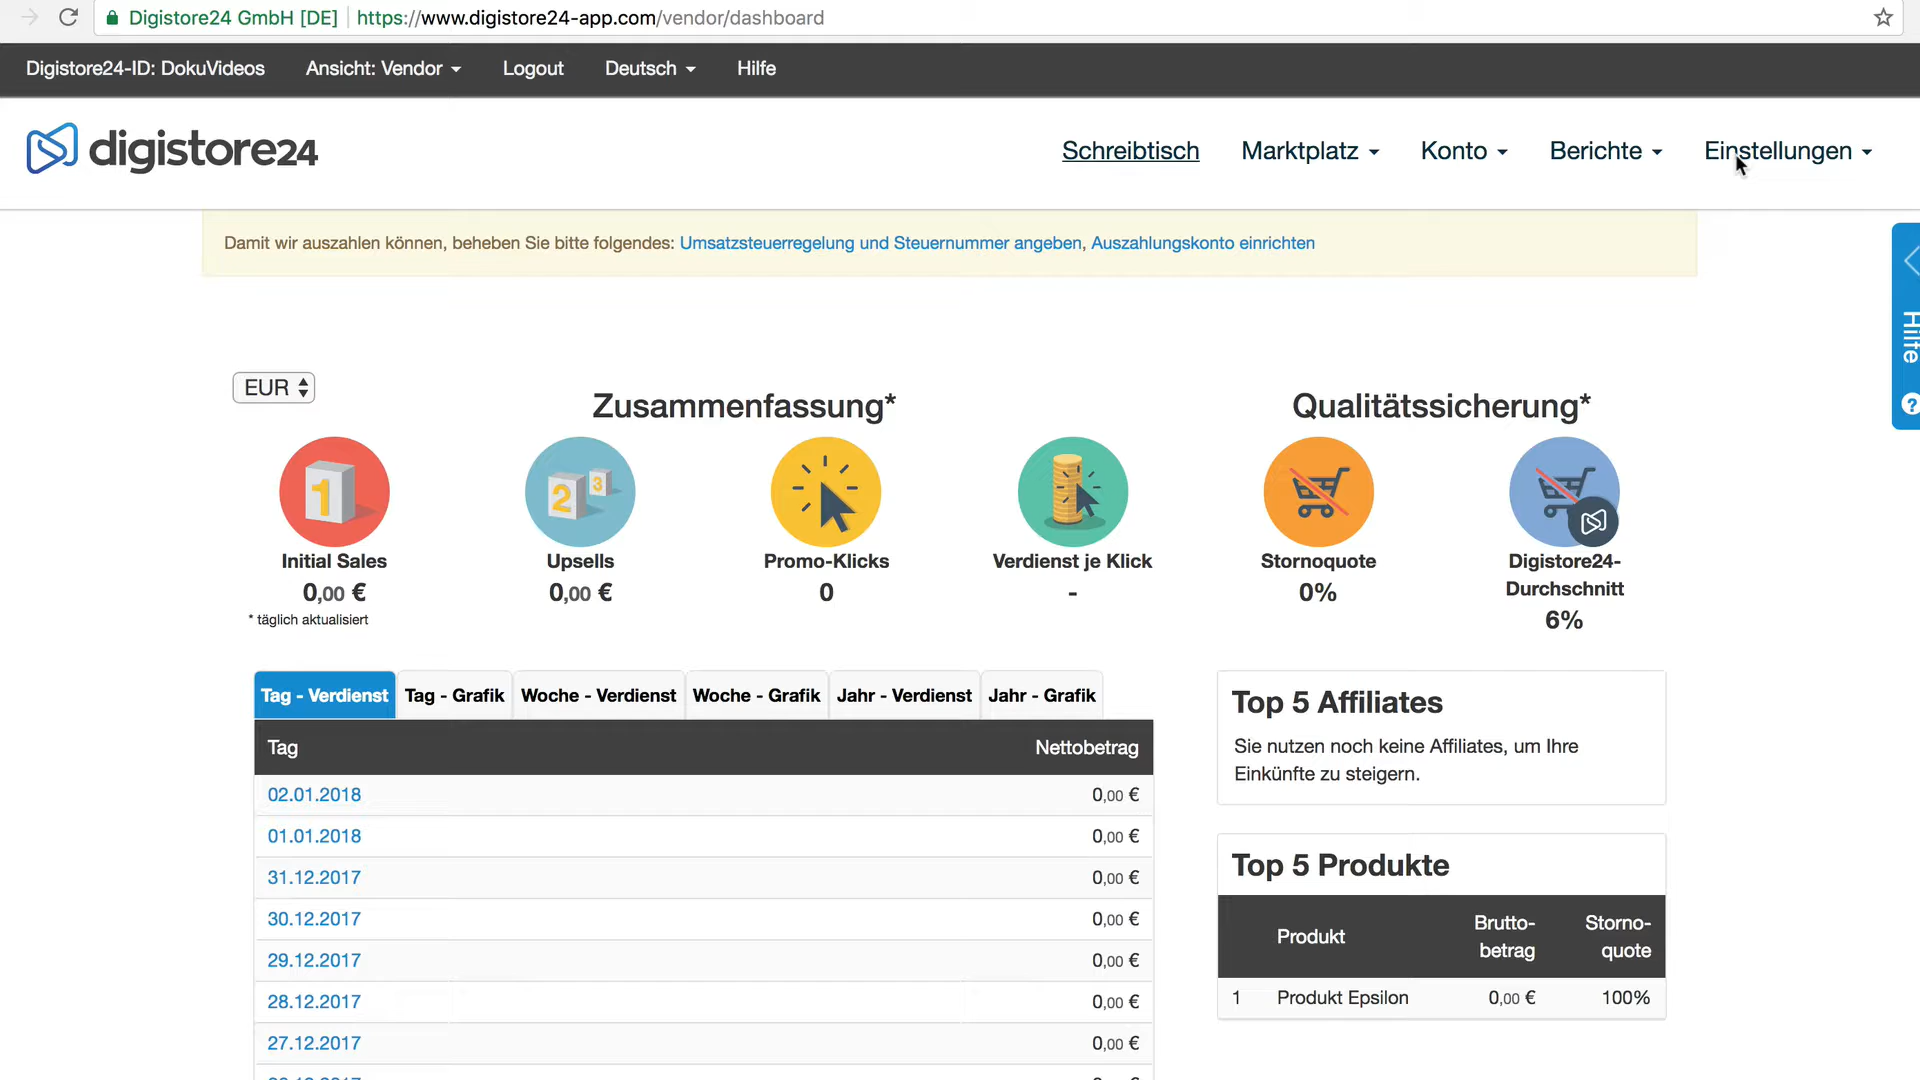 Digistore24 GmbH [DE] https://www.digistore24-app.com/vendor/dashboard
Digistore24-ID: DokuVideos Ansicht: Vendor Logout Deutsch Hilfe
digistore24
Schreibtisch Marktplatz Konto Berichte Einstellungen
Damit wir auszahlen können, beheben Sie bitte folgendes: Umsatzsteuerregelung und Steuernummer angeben, Auszahlungskonto einrichten
Hilfe
?
EUR
Zusammenfassung* Qualitätssicherung*
1 2 3
Initial Sales Upsells Promo-Klicks Verdienst je Klick Stornoquote Digistore24-
Durchschnitt
0,00 € 0,00 € 0 - 0% 6%
* täglich aktualisiert
Tag - Verdienst Tag - Grafik Woche - Verdienst Woche - Grafik Jahr - Verdienst Jahr - Grafik
Tag Nettobetrag
02.01.2018 0,00 €
01.01.2018 0,00 €
31.12.2017 0,00 €
30.12.2017 0,00 €
29.12.2017 0,00 €
28.12.2017 0,00 €
27.12.2017 0,00 €
Top 5 Affiliates
Sie nutzen noch keine Affiliates, um Ihre
Einkünfte zu steigern.
Top 5 Produkte
Produkt Brutto-
betrag Storno-
quote
1 Produkt Epsilon 0,00 € 100%